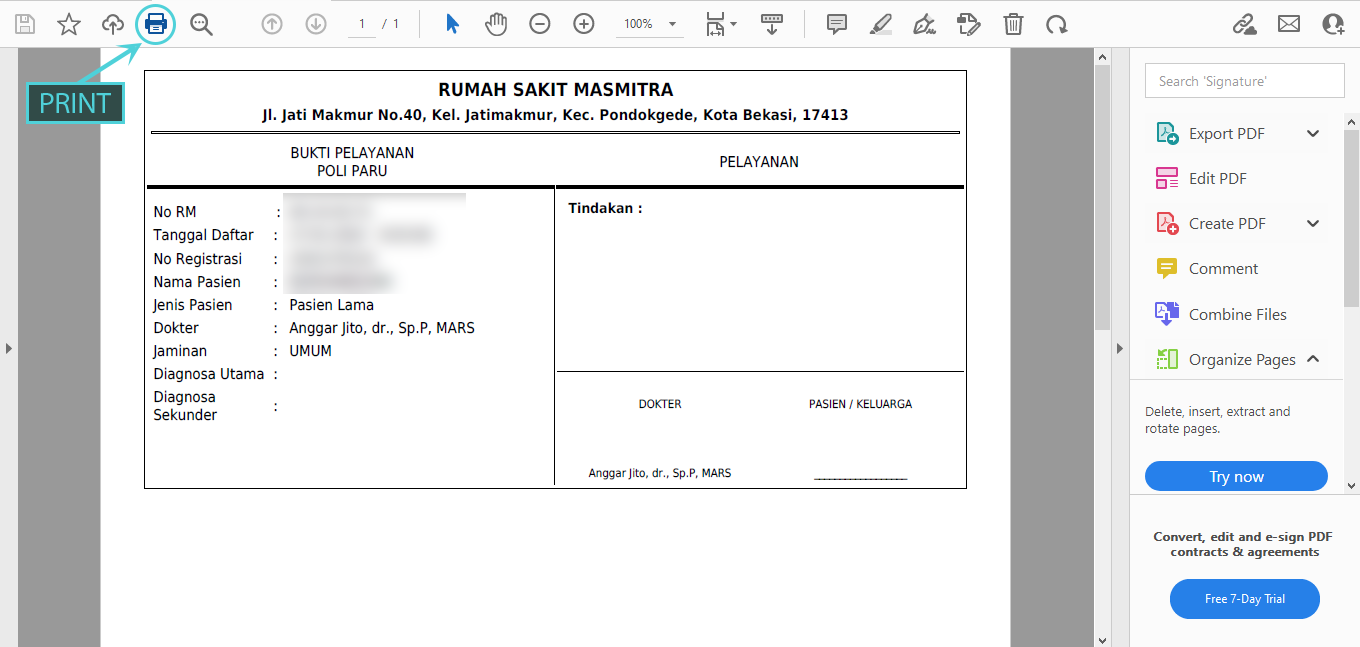 1 / 1
100%
PRINT
RUMAH SAKIT MASMITRA
Jl. Jati Makmur No.40, Kel. Jatimakmur, Kec. Pondokgede, Kota Bekasi, 17413
BUKTI PELAYANAN
POLI PARU
PELAYANAN
No RM :
Tanggal Daftar :
No Registrasi :
Nama Pasien :
Jenis Pasien : Pasien Lama
Dokter : Anggar Jito, dr., Sp.P, MARS
Jaminan : UMUM
Diagnosa Utama :
Diagnosa
Sekunder :
Tindakan :
DOKTER
PASIEN / KELUARGA
Anggar Jito, dr., Sp.P, MARS
Search 'Signature'
Export PDF
Edit PDF
Create PDF
Comment
Combine Files
Organize Pages
Delete, insert, extract and
rotate pages.
Try now
Convert, edit and e-sign PDF
contracts & agreements
Free 7-Day Trial